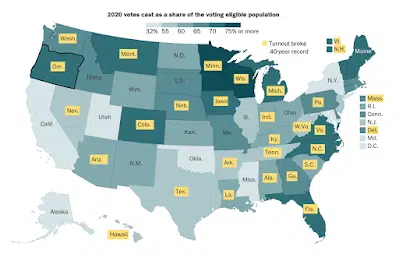 2020 votes cast as a share of the voting eligible population
32% 55 60 65 70 75% or more
Turnout broke
40-year record
Wash.
Mont.
N.D.
Minn.
Vt.
N.H.
Maine
Ore.
Idaho
Wyo.
S.D.
Wis.
Mich.
N.Y.
Nev.
Utah
Colo.
Neb.
Iowa
Ill.
Ind.
Ohio
Pa.
Mass.
R.I.
Conn.
N.J.
Del.
Md.
D.C.
Calif.
Kan.
Mo.
Ky.
W.Va.
Va.
Ariz.
N.M.
Okla.
Ark.
Tenn.
N.C.
S.C.
Tex.
La.
Miss.
Ala.
Ga.
Fla.
Alaska
Hawaii